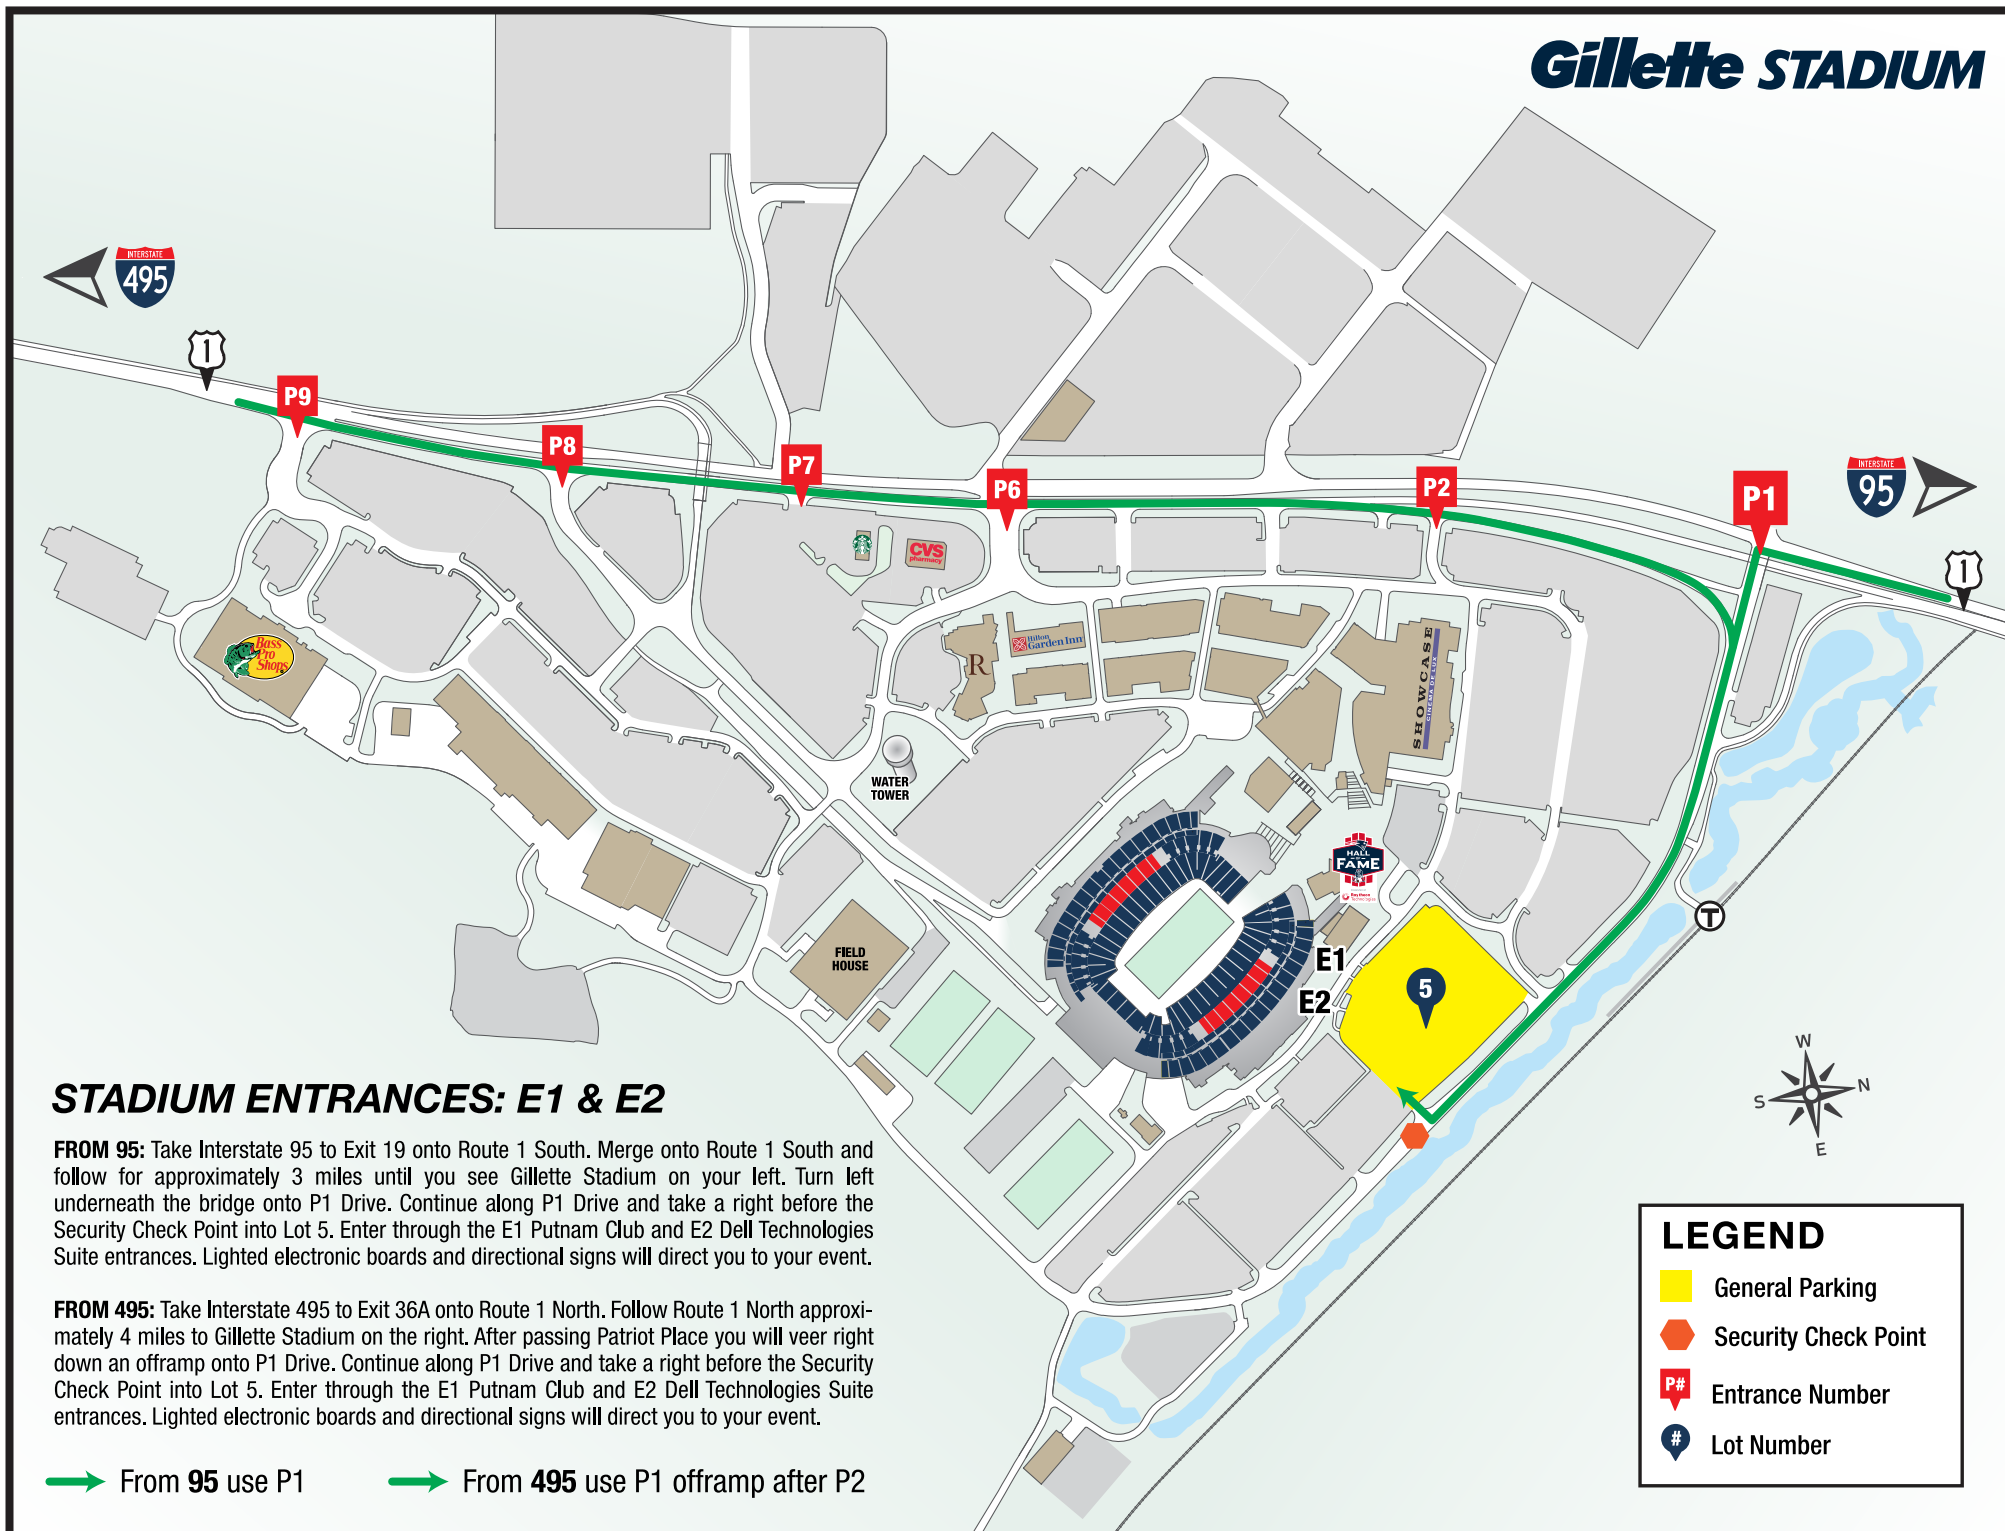 Gillette STADIUM
INTERSTATE
495
1
P9
P8
P7
P6
P2
P1
INTERSTATE
95
1
CVS
pharmacy
Bass
Pro
Shops
R
Hilton
Garden Inn
SHOWCASE
CINEMA DE LUX
WATER
TOWER
HALL
OF
FAME
Raytheon
Technologies
FIELD
HOUSE
E1
E2
5
T
W
N
S
E
STADIUM ENTRANCES: E1 & E2
FROM 95: Take Interstate 95 to Exit 19 onto Route 1 South. Merge onto Route 1 South and
follow for approximately 3 miles until you see Gillette Stadium on your left. Turn left
underneath the bridge onto P1 Drive. Continue along P1 Drive and take a right before the
Security Check Point into Lot 5. Enter through the E1 Putnam Club and E2 Dell Technologies
Suite entrances. Lighted electronic boards and directional signs will direct you to your event.
FROM 495: Take Interstate 495 to Exit 36A onto Route 1 North. Follow Route 1 North approxi-
mately 4 miles to Gillette Stadium on the right. After passing Patriot Place you will veer right
down an offramp onto P1 Drive. Continue along P1 Drive and take a right before the Security
Check Point into Lot 5. Enter through the E1 Putnam Club and E2 Dell Technologies Suite
entrances. Lighted electronic boards and directional signs will direct you to your event.
From 95 use P1
From 495 use P1 offramp after P2
LEGEND
General Parking
Security Check Point
P# Entrance Number
# Lot Number